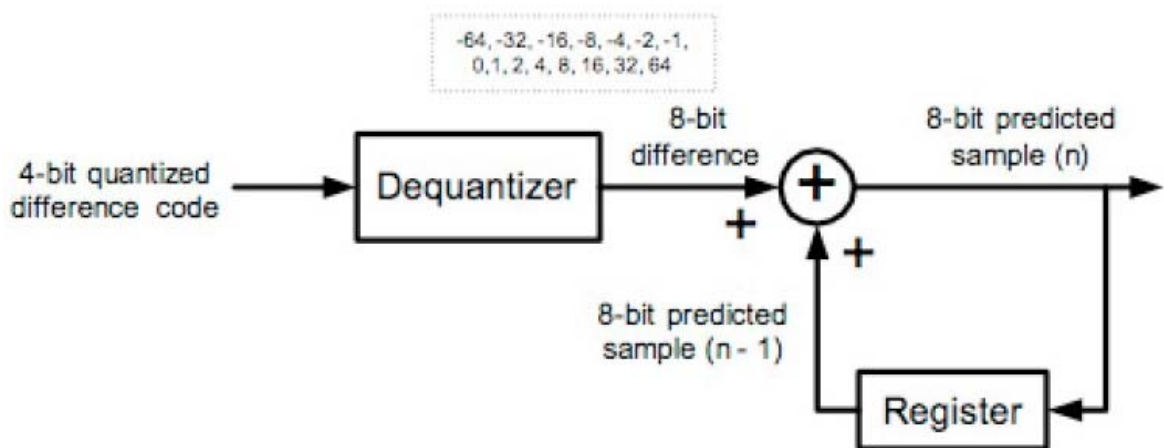 -64, -32, -16, -8, -4, -2, -1,
0,1, 2, 4, 8, 16, 32, 64
4-bit quantized
difference code
Dequantizer
8-bit
difference
+
+
+
8-bit predicted
sample (n)
8-bit predicted
sample (n - 1)
Register